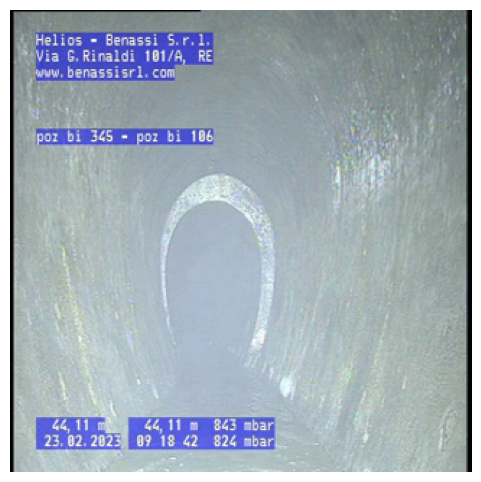 Helios - Benassi S.r.l.
Via G.Rinaldi 101/A, RE
www.benassisrl.com
poz bi 345 - poz bi 106
44,11 m 44,11 m 843 mbar
23.02.2023 09 18 42 824 mbar